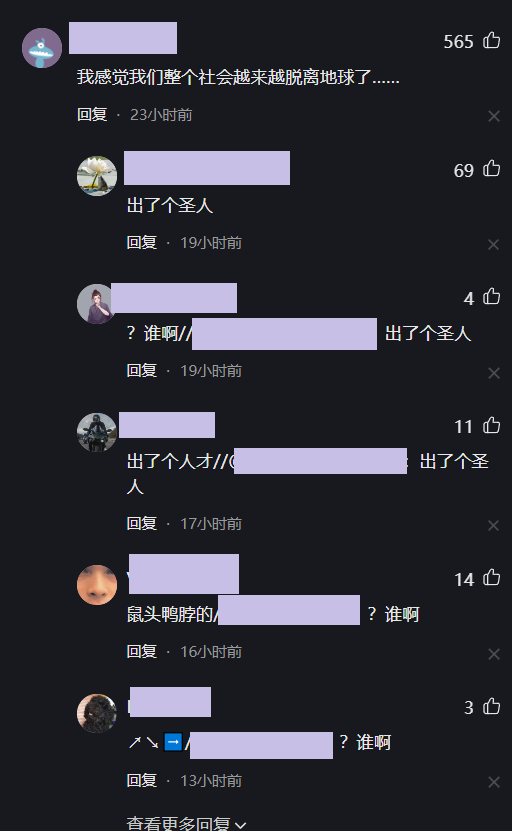 565
我感觉我们整个社会越来越脱离地球了……
回复 · 23小时前
69
出了个圣人
回复 · 19小时前
4
？谁啊// 出了个圣人
回复 · 19小时前
11
出了个人才//@ : 出了个圣
人
回复 · 17小时前
14
鼠头鸭脖的/ ？谁啊
回复 · 16小时前
3
↗↘➡/ ？谁啊
回复 · 13小时前
查看更多回复